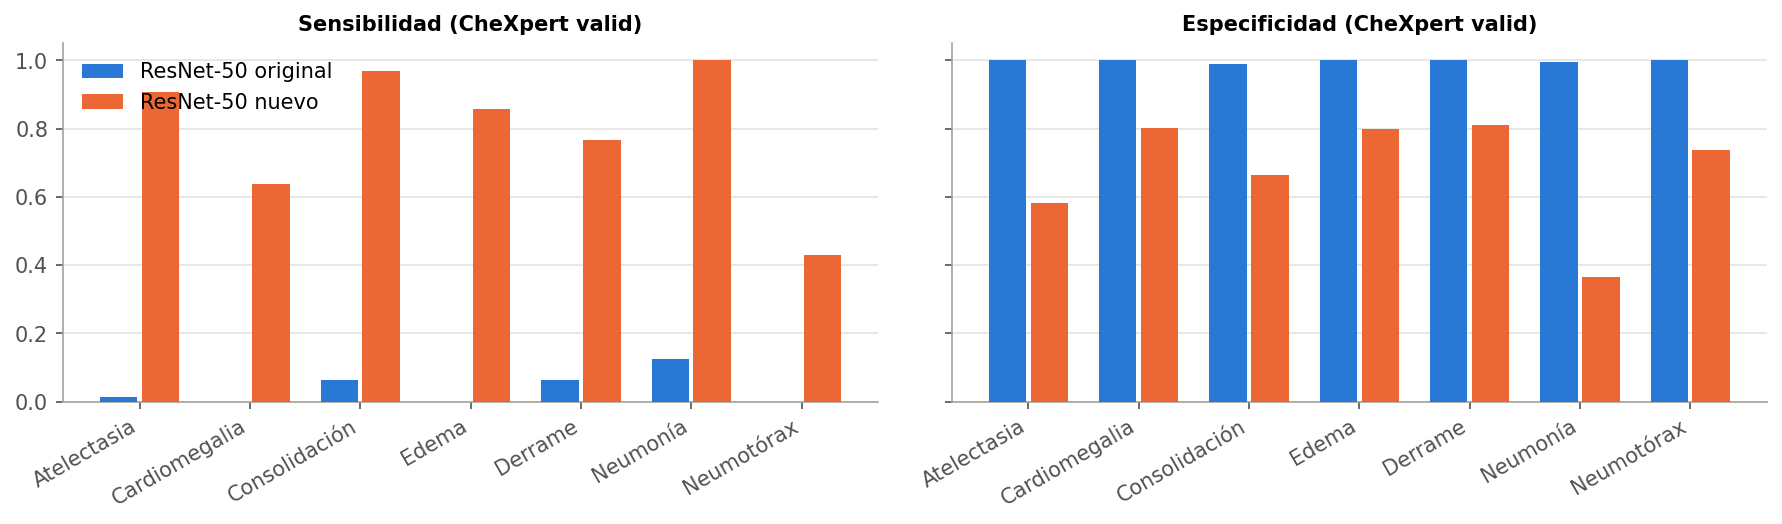 Sensibilidad (CheXpert valid)
ResNet-50 original
ResNet-50 nuevo
1.0
0.8
0.6
0.4
0.2
0.0
Atelectasia
Cardiomegalia
Consolidación
Edema
Derrame
Neumonía
Neumotórax
Especificidad (CheXpert valid)
Atelectasia
Cardiomegalia
Consolidación
Edema
Derrame
Neumonía
Neumotórax